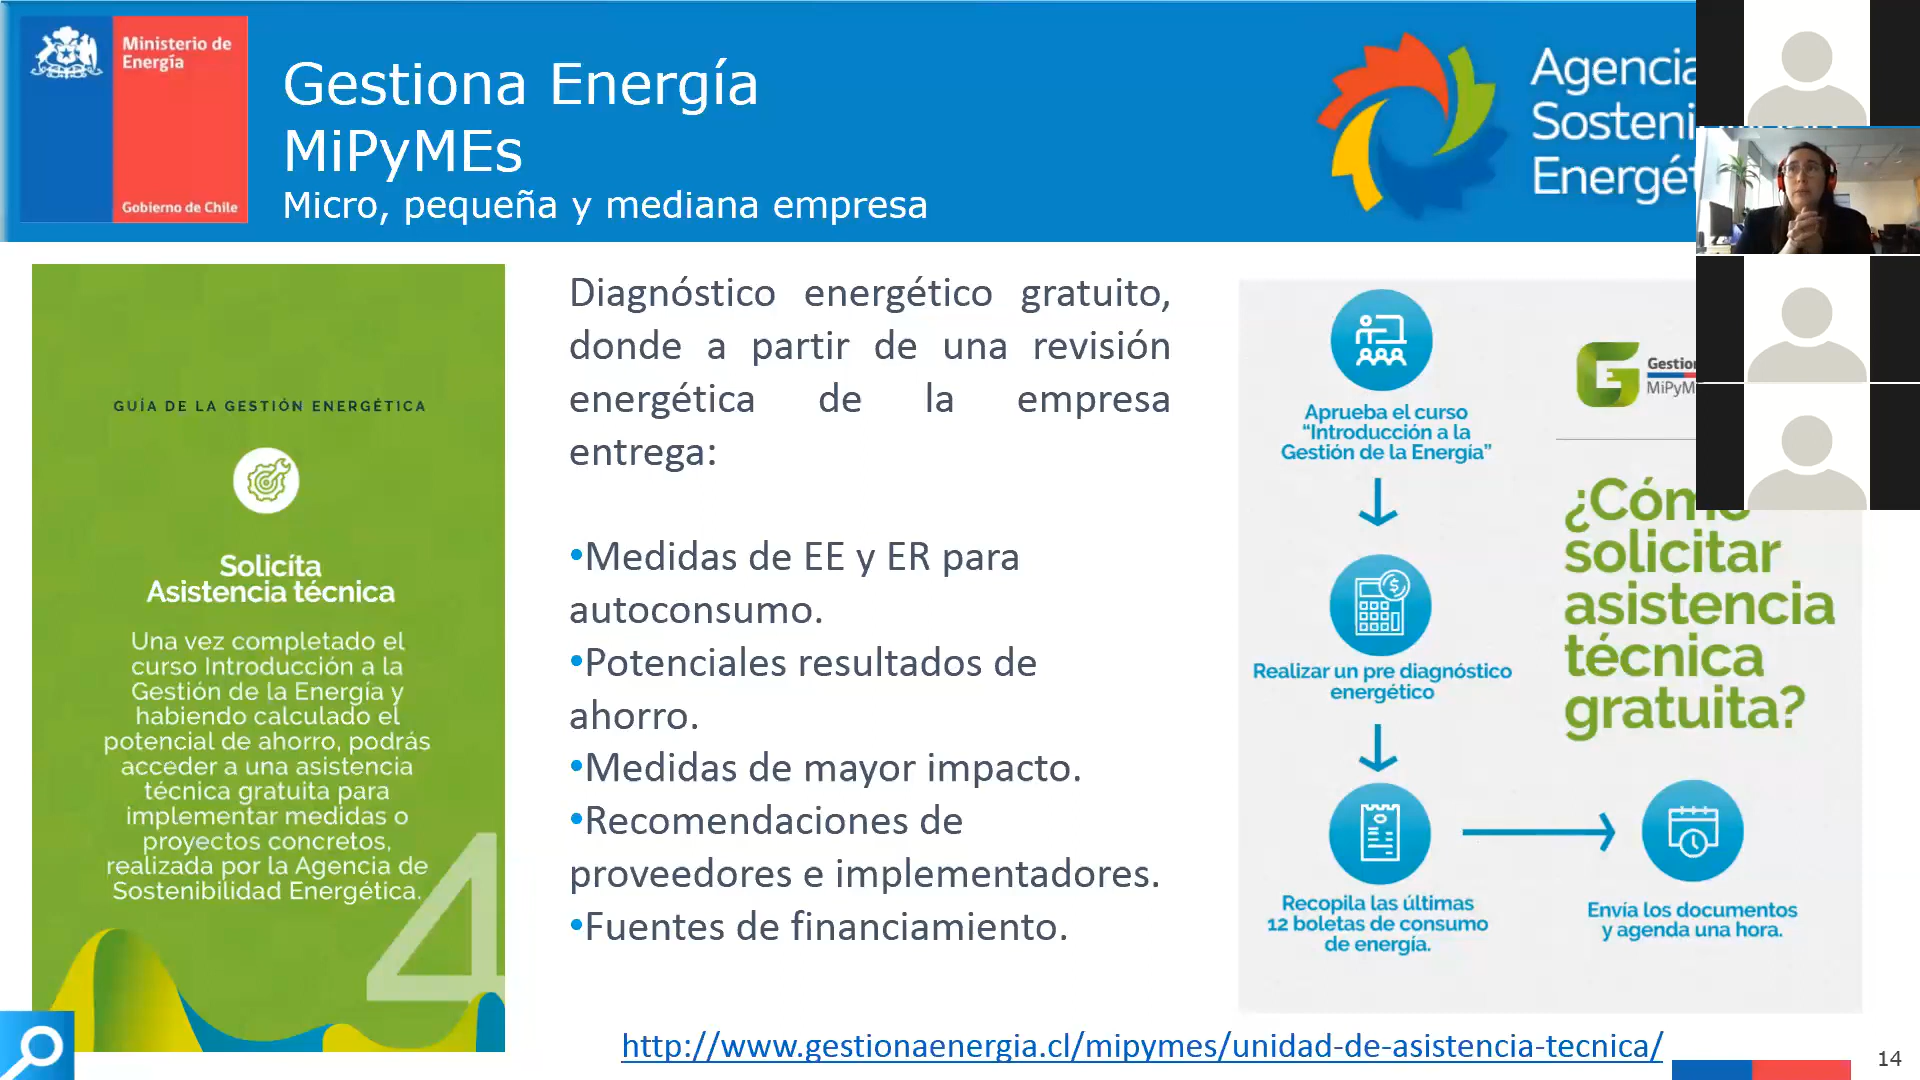 Ministerio de
Energía
Gobierno de Chile
Gestiona Energía
MiPyMEs
Micro, pequeña y mediana empresa
Agencia
GUÍA DE LA GESTIÓN ENERGÉTICA
Solicita
Asistencia técnica
Una vez completado el
curso Introducción a la
Gestión de la Energía y
habiendo calculado el
potencial de ahorro, podrás
acceder a una asistencia
técnica gratuita para
implementar medidas o
proyectos concretos,
realizada por la Agencia de
Sostenibilidad Energética.
4
Diagnóstico energético gratuito,
donde a partir de una revisión
energética de la empresa
entrega:
•Medidas de EE y ER para
autoconsumo.
•Potenciales resultados de
ahorro.
•Medidas de mayor impacto.
•Recomendaciones de
proveedores e implementadores.
•Fuentes de financiamiento.
Aprueba el curso
“Introducción a la
Gestión de la Energía”
Realizar un pre diagnóstico
energético
Recopila las últimas
12 boletas de consumo
de energía.
Envía los documentos
y agenda una hora.
¿Cómo
solicitar
asistencia
técnica
gratuita?
http://www.gestionaenergia.cl/mipymes/unidad-de-asistencia-tecnica/
14